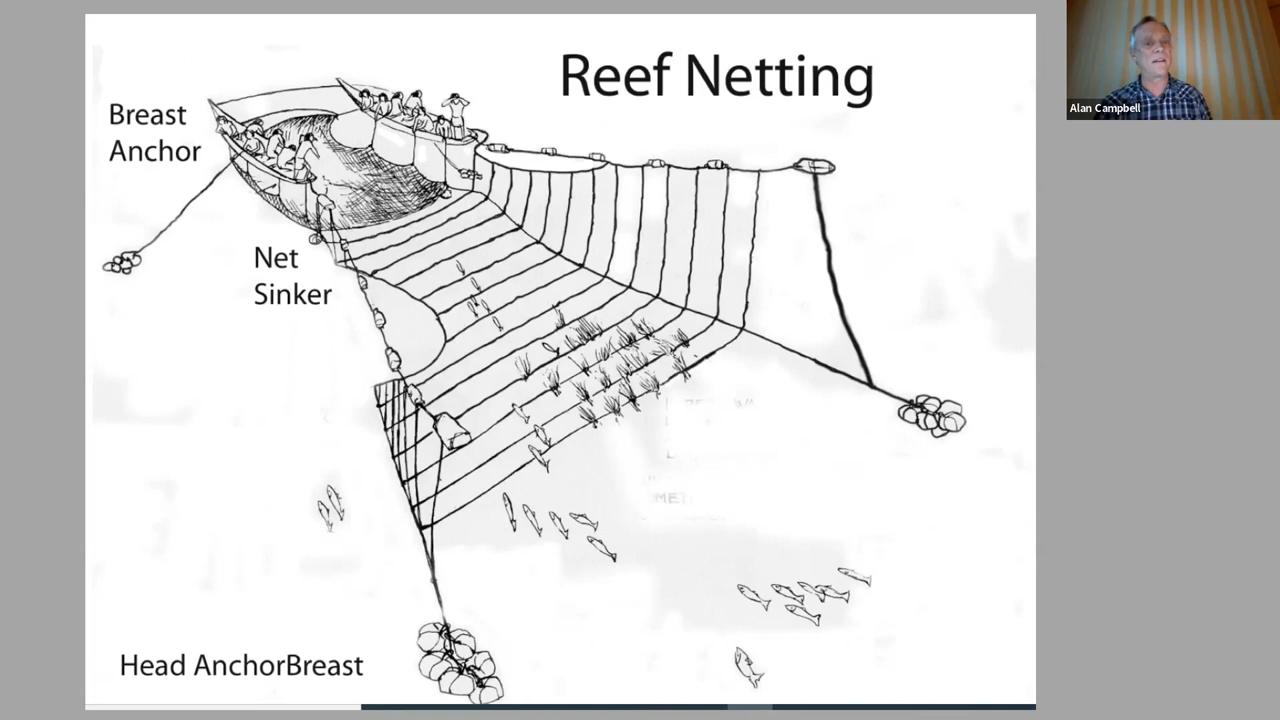 Reef Netting
Breast
Anchor
Net
Sinker
Head AnchorBreast
Alan Campbell